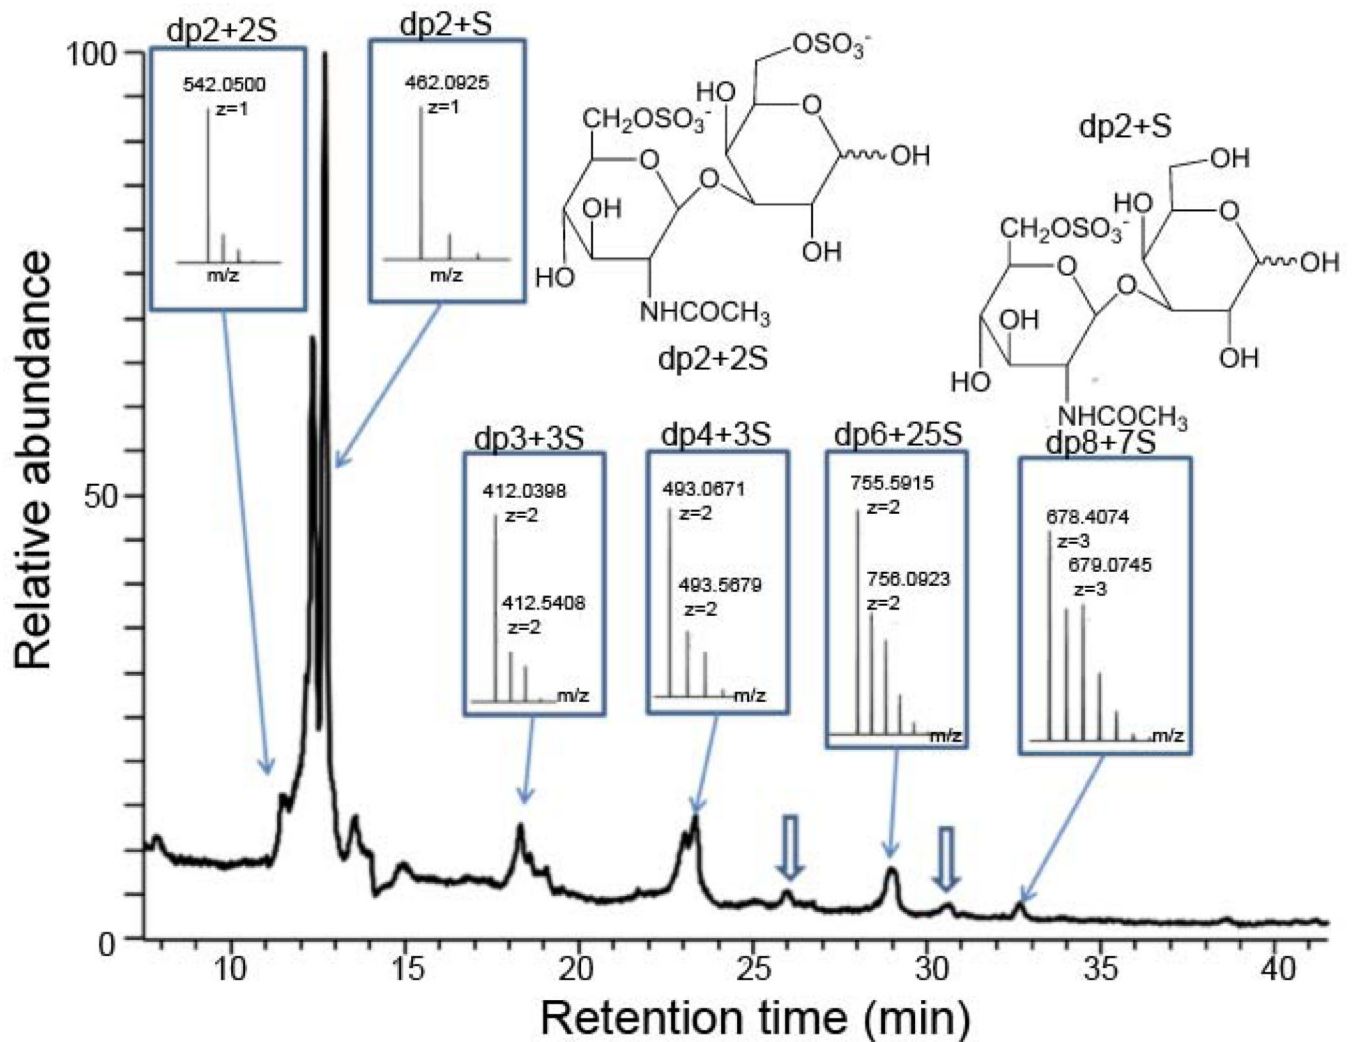 dp2+2S
542.0500
z=1
m/z
dp2+S
462.0925
z=1
m/z
OSO3-
HO
O
CH2OSO3-
O
O
OH
OH
OH
HO
NHCOCH3
dp2+2S
dp2+S
OH
HO
O
CH2OSO3-
O
O
OH
OH
OH
HO
NHCOCH3
dp3+3S
412.0398
z=2
412.5408
z=2
m/z
dp4+3S
493.0671
z=2
493.5679
z=2
m/z
dp6+25S
755.5915
z=2
756.0923
z=2
m/z
dp8+7S
678.4074
z=3
679.0745
z=3
m/z
Relative abundance
100
50
0
10 15 20 25 30 35 40
Retention time (min)